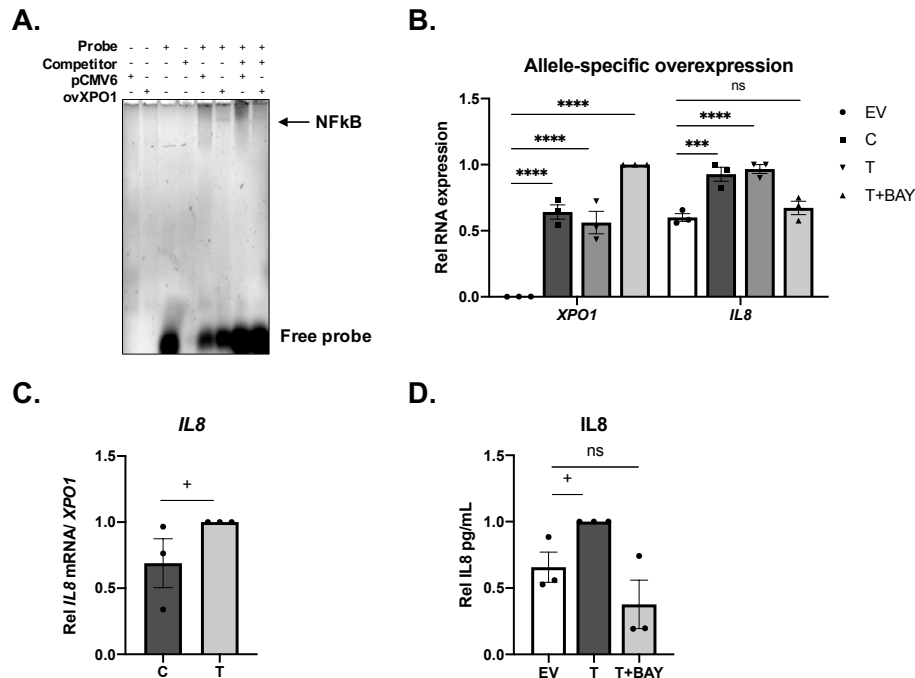 A.
Probe - - + - + + + +
Competitor - - - + - - + +
pCMV6 + - - - + - + -
ovXPO1 - + - - - + - +
NFkB
Free probe
B.
Allele-specific overexpression
ns
****
**** ****
**** ***
EV
C
T
T+BAY
Rel RNA expression
1.5
1.0
0.5
0.0
XPO1 IL8
C.
IL8
+
Rel IL8 mRNA/ XPO1
1.5
1.0
0.5
0.0
C T
D.
IL8
ns
+
Rel IL8 pg/mL
1.5
1.0
0.5
0.0
EV T T+BAY